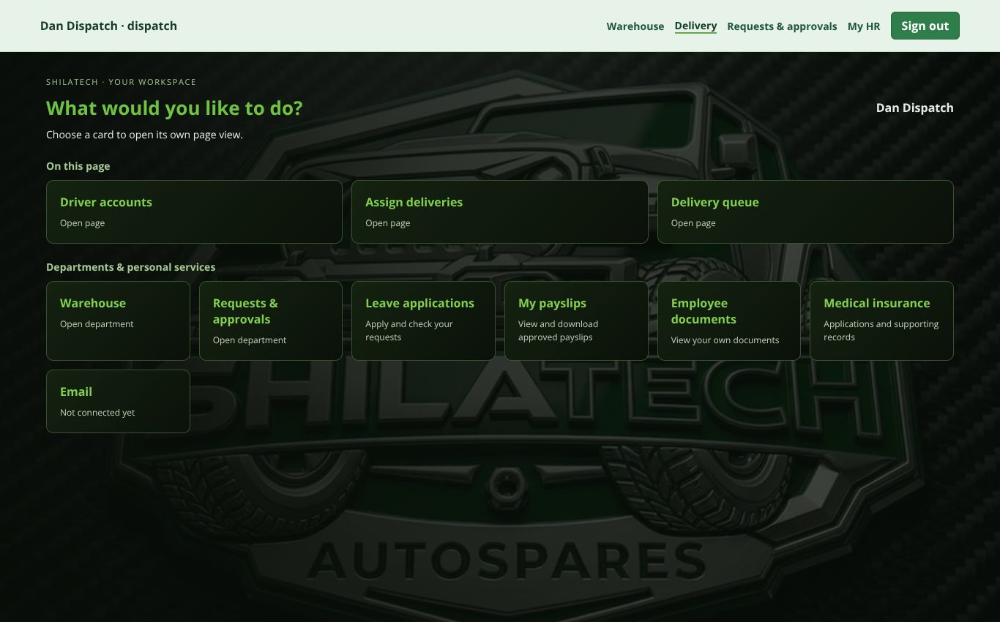 Dan Dispatch · dispatch
Warehouse Delivery Requests & approvals My HR Sign out
SHILATECH · YOUR WORKSPACE
What would you like to do?
Dan Dispatch
Choose a card to open its own page view.
On this page
Driver accounts
Open page
Assign deliveries
Open page
Delivery queue
Open page
Departments & personal services
Warehouse
Open department
Requests &
approvals
Open department
Leave applications
Apply and check your
requests
My payslips
View and download
approved payslips
Employee
documents
View your own documents
Medical insurance
Applications and supporting
records
Email
Not connected yet
SHILATECH
AUTOSPARES